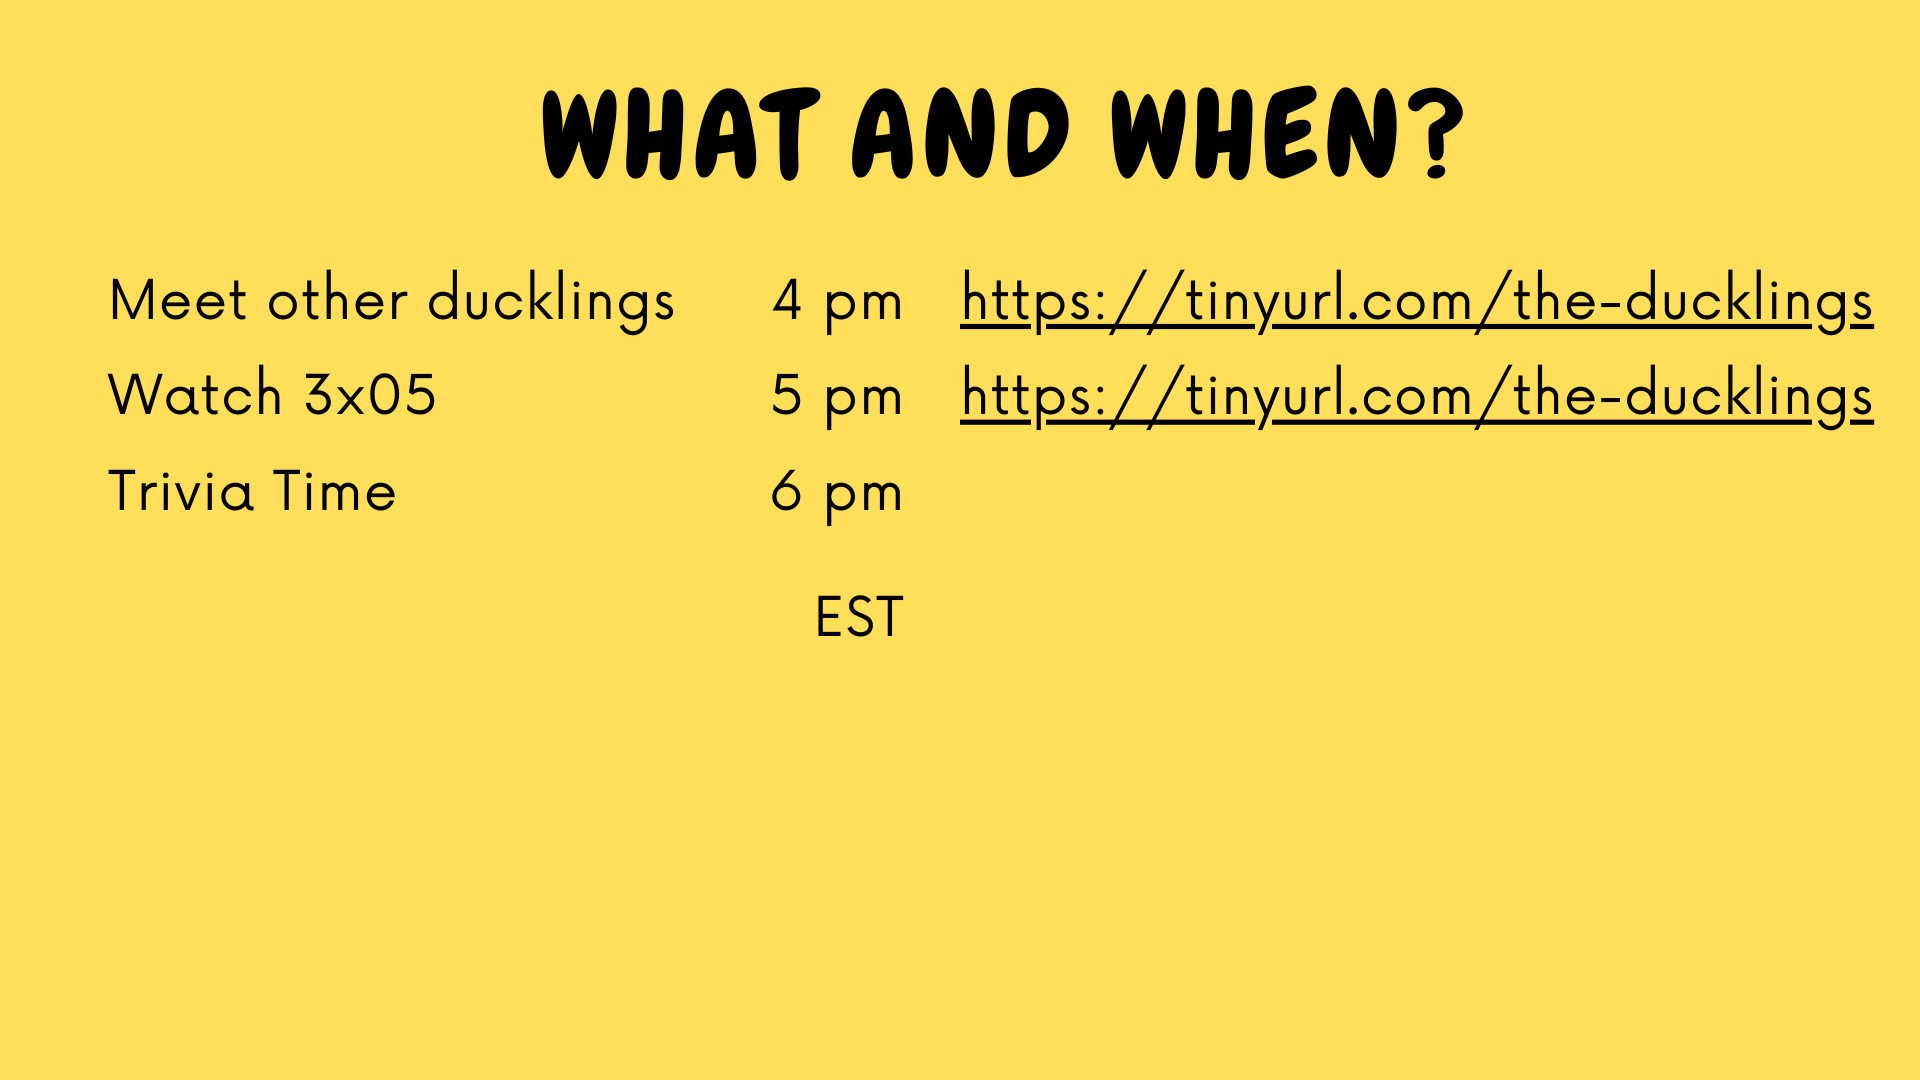 WHAT AND WHEN?
Meet other ducklings 4 pm https://tinyurl.com/the-ducklings
Watch 3x05 5 pm https://tinyurl.com/the-ducklings
Trivia Time 6 pm
EST